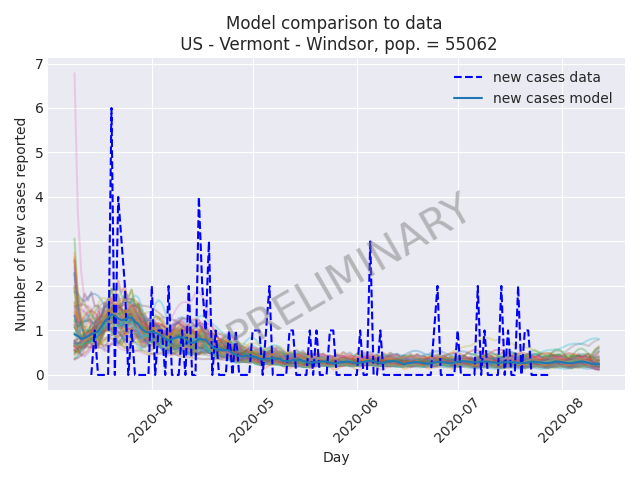 Model comparison to data
US - Vermont - Windsor, pop. = 55062
7
6
5
4
3
2
1
0
Number of new cases reported
new cases data
new cases model
PRELIMINARY
2020-04
2020-05
2020-06
2020-07
2020-08
Day